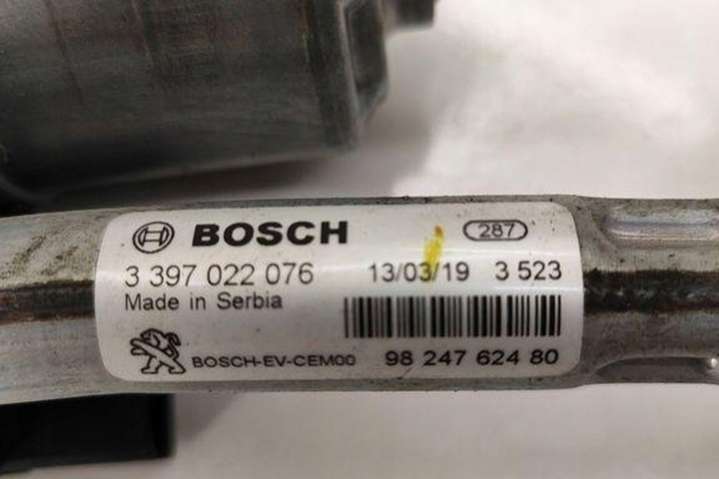 BOSCH 287
3 397 022 076 13/03/19 3 523
Made in Serbia
BOSCH-EV-CEM00 98 247 624 80